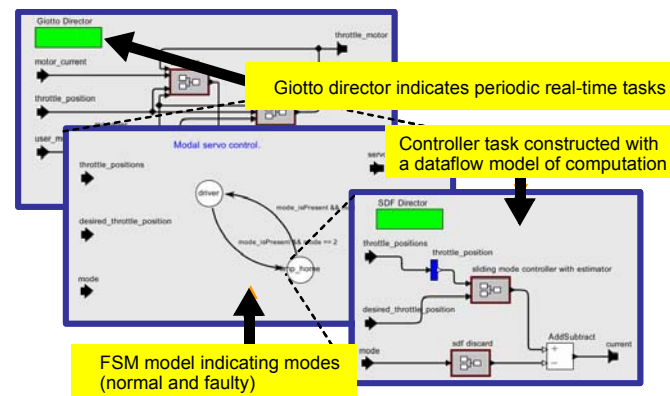 Giotto Director
throttle_motor
motor_current
Giotto director indicates periodic real-time tasks
throttle_position
Controller task constructed with
a dataflow model of computation
Modal servo control.
throttle_positions
driver
desired_throttle_position
mode_isPresent &&
mode_isPresent && mode == 2
mode
SDF Director
throttle_positions
throttle_position
sliding mode controller with estimator
desired_throttle_position
AddSubtract
mode
sdf discard
current
FSM model indicating modes
(normal and faulty)